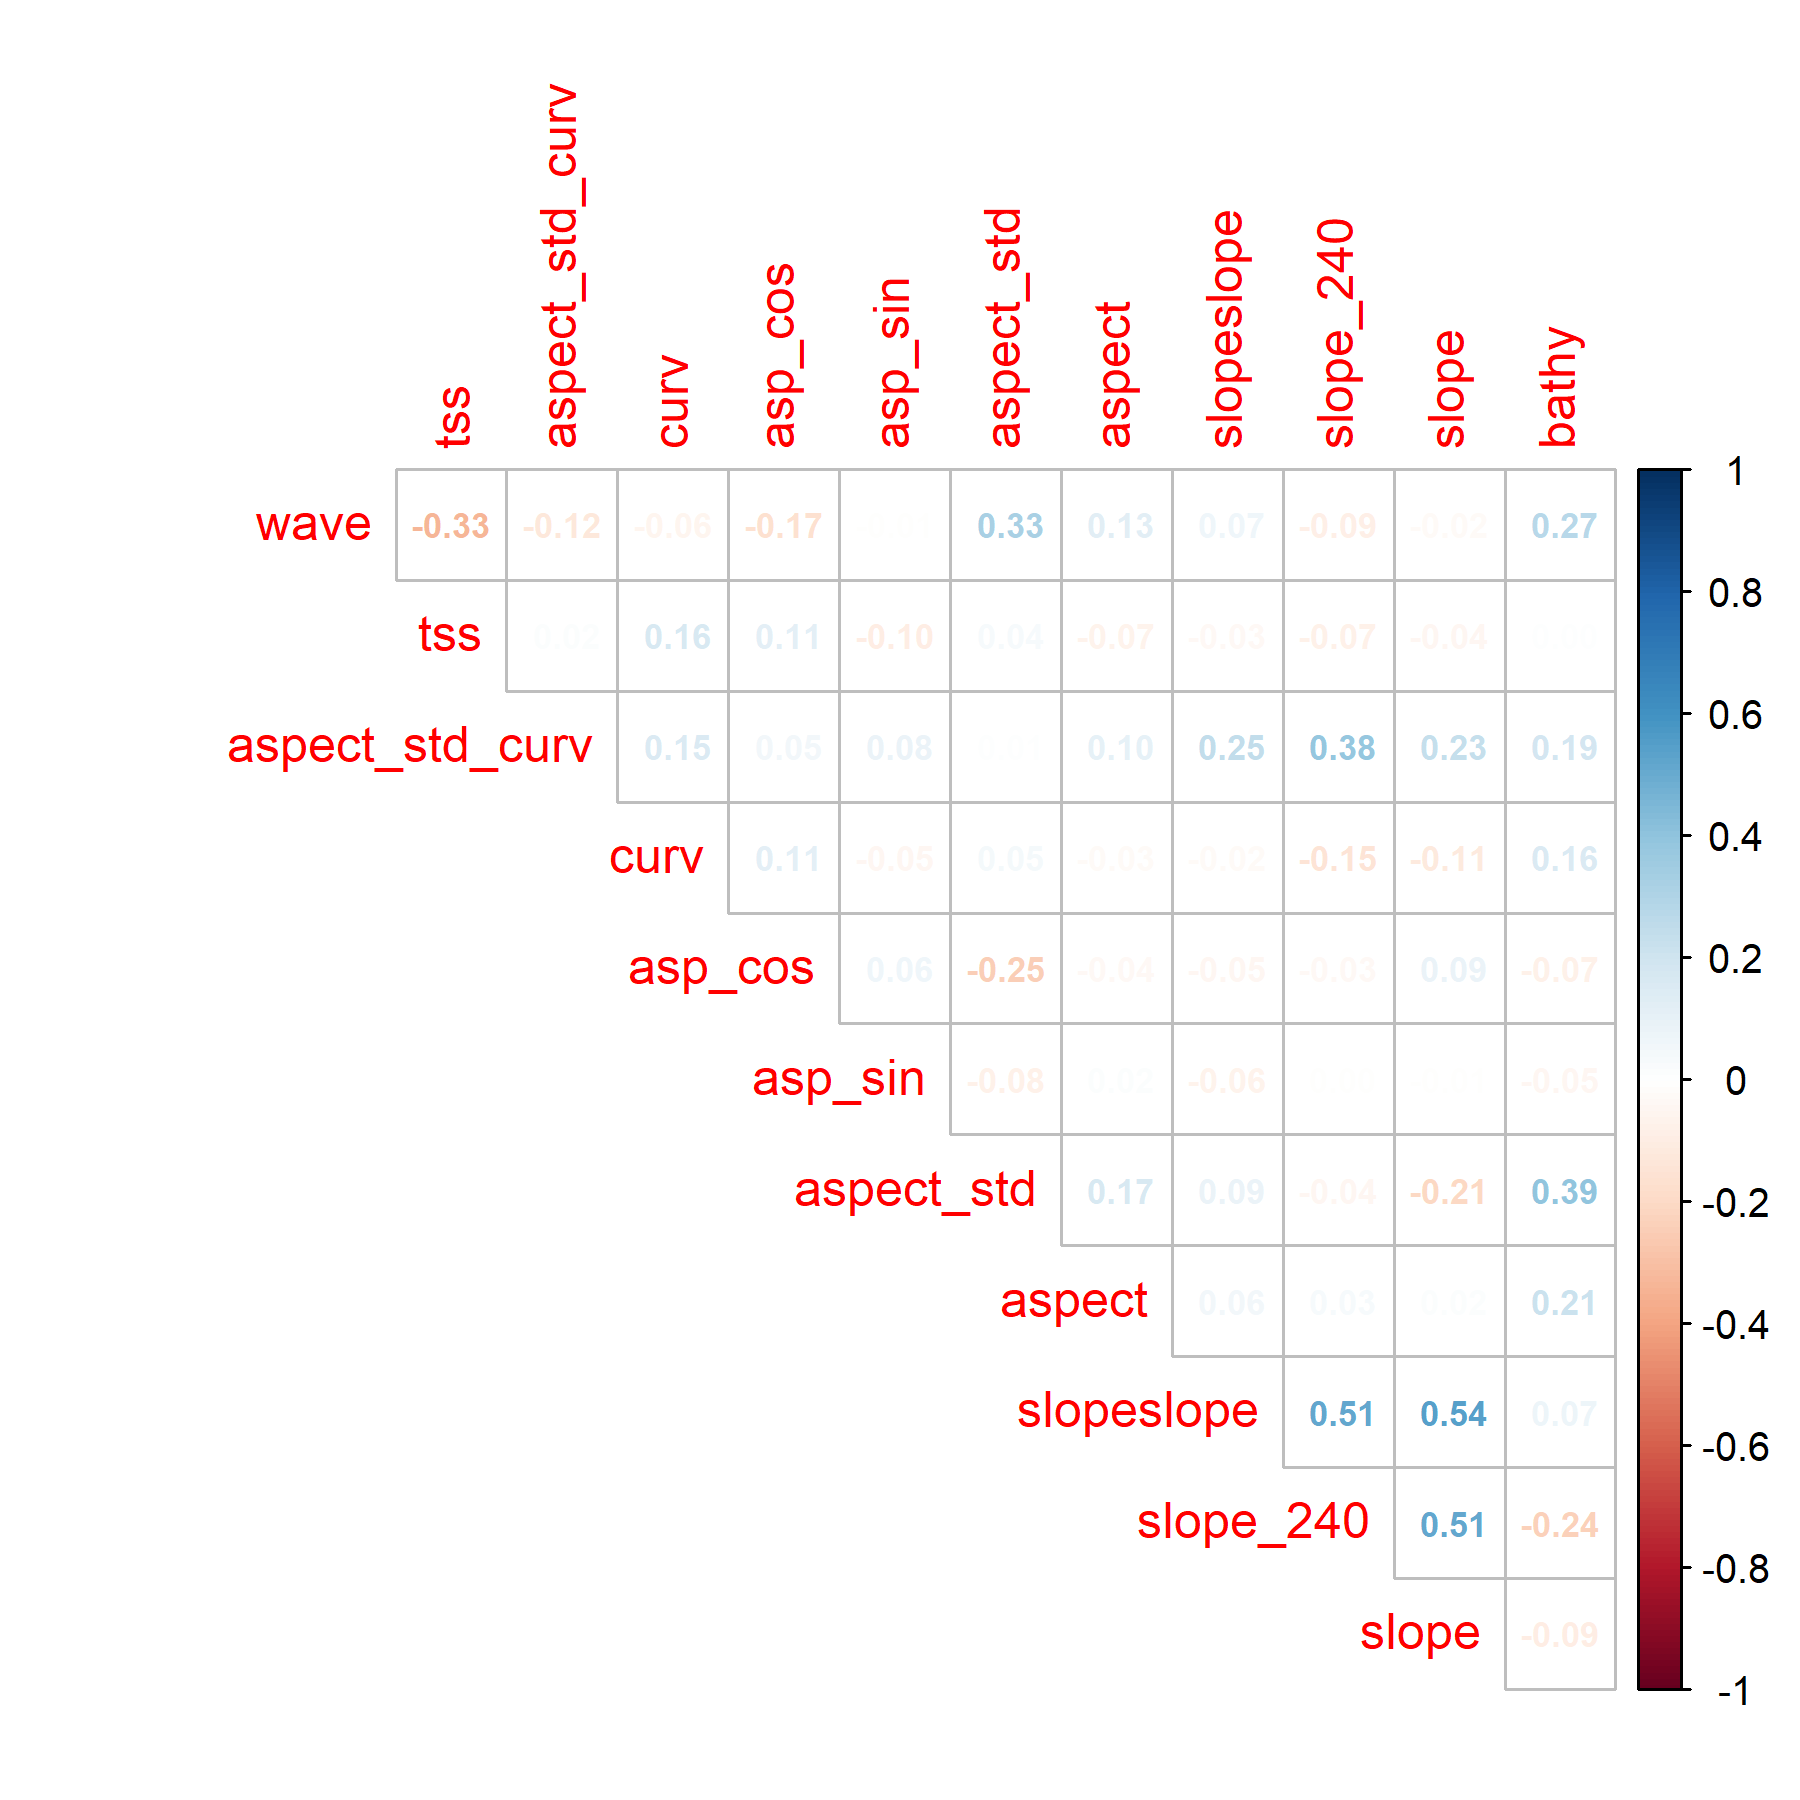 tss aspect_std_curv curv asp_cos asp_sin aspect_std aspect slopeslope slope_240 slope bathy
wave -0.33 -0.12 -0.06 -0.17 0.33 0.13 0.07 -0.09 -0.02 0.27
tss 0.02 0.16 0.11 -0.10 0.04 -0.07 -0.03 -0.07 -0.04
aspect_std_curv 0.15 0.05 0.08 0.10 0.25 0.38 0.23 0.19
curv 0.11 -0.05 0.05 -0.03 -0.02 -0.15 -0.11 0.16
asp_cos 0.06 -0.25 -0.04 -0.05 -0.03 0.09 -0.07
asp_sin -0.08 0.02 -0.06 -0.05
aspect_std 0.17 0.09 -0.04 -0.21 0.39
aspect 0.06 0.03 0.02 0.21
slopeslope 0.51 0.54 0.07
slope_240 0.51 -0.24
slope -0.09
1
0.8
0.6
0.4
0.2
0
-0.2
-0.4
-0.6
-0.8
-1